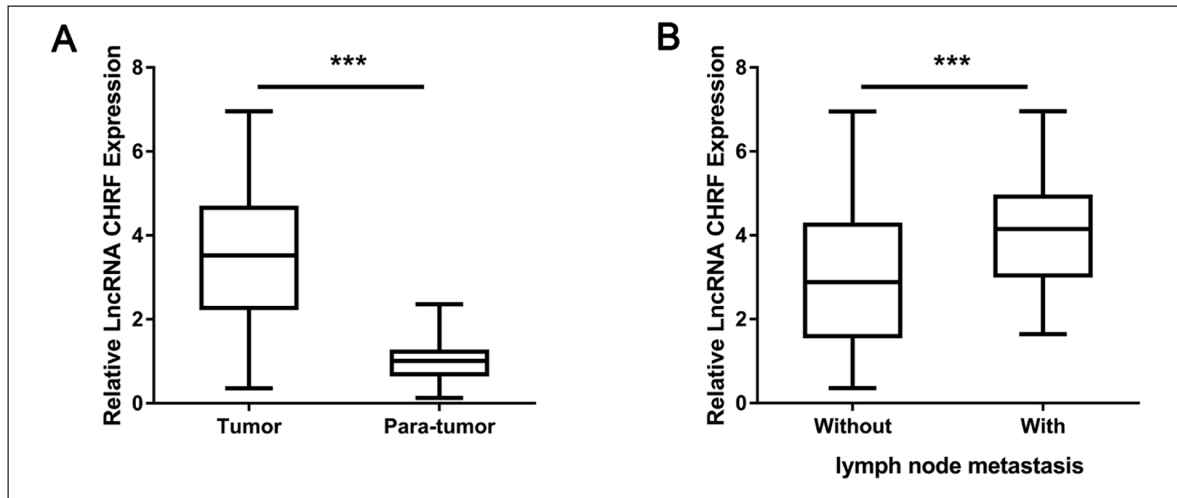 A
Relative LncRNA CHRF Expression
8
6
4
2
0
***
Tumor
Para-tumor
B
Relative LncRNA CHRF Expression
8
6
4
2
0
***
Without
With
lymph node metastasis